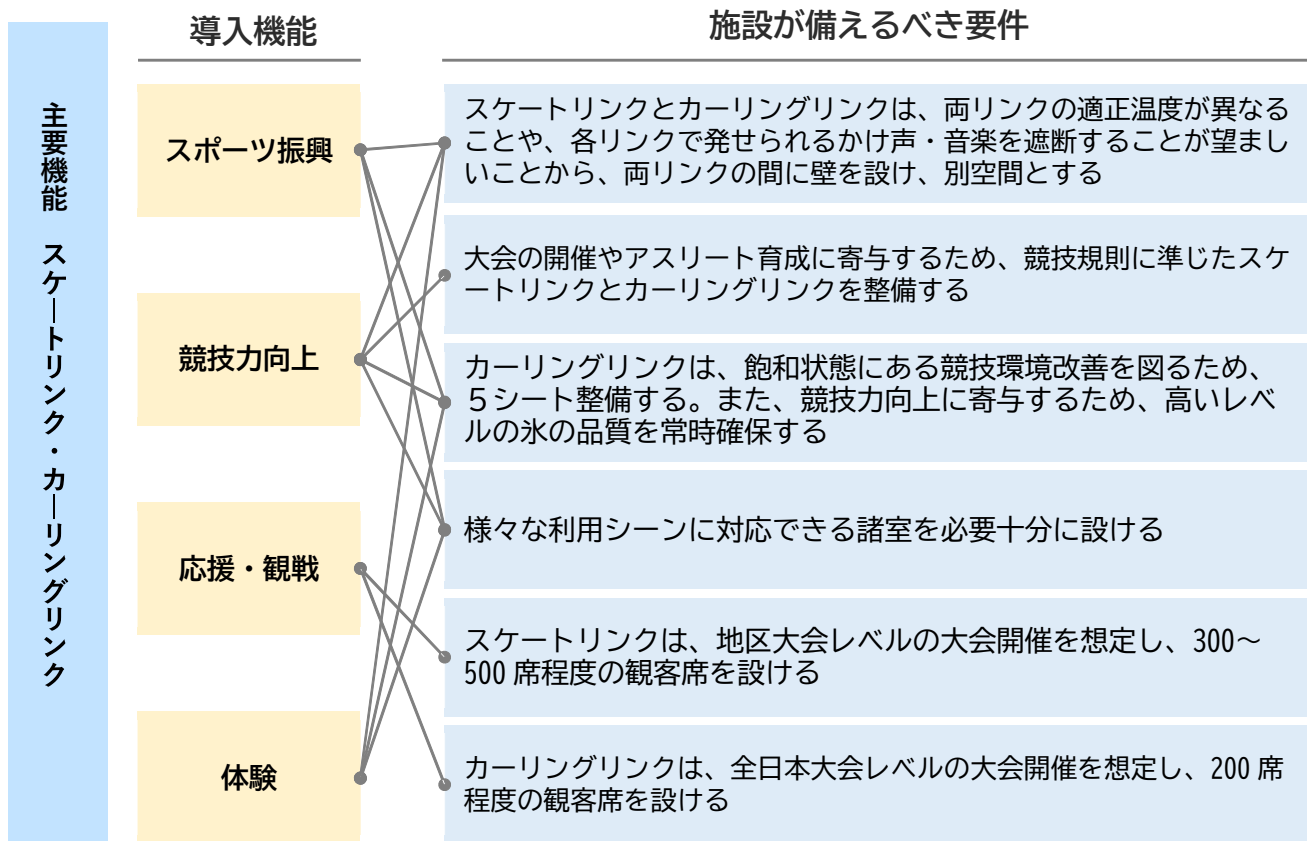 導入機能
施設が備えるべき要件
主要機能 スケートリンク・カーリングリンク
スポーツ振興
競技力向上
応援・観戦
体験
スケートリンクとカーリングリンクは、両リンクの適正温度が異なる
ことや、各リンクで発せられるかけ声・音楽を遮断することが望まし
いことから、両リンクの間に壁を設け、別空間とする
大会の開催やアスリート育成に寄与するため、競技規則に準じたスケ
ートリンクとカーリングリンクを整備する
カーリングリンクは、飽和状態にある競技環境改善を図るため、
５シート整備する。また、競技力向上に寄与するため、高いレベ
ルの氷の品質を常時確保する
様々な利用シーンに対応できる諸室を必要十分に設ける
スケートリンクは、地区大会レベルの大会開催を想定し、300～
500 席程度の観客席を設ける
カーリングリンクは、全日本大会レベルの大会開催を想定し、200 席
程度の観客席を設ける